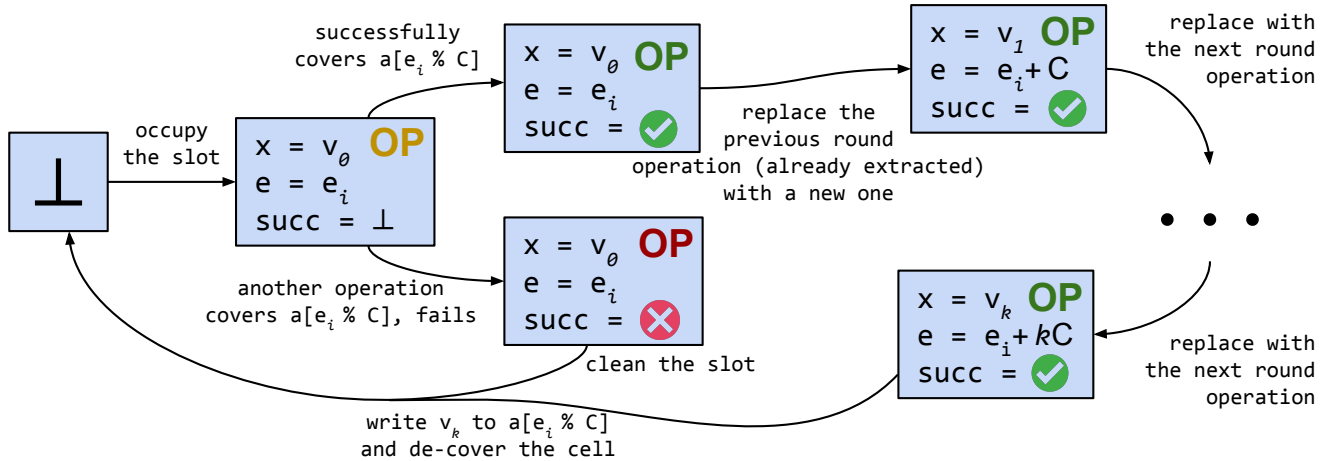 ⊥
occupy
the slot
x = v₀ OP
e = eᵢ
succ = ⊥
successfully
covers a[eᵢ % C]
x = v₀ OP
e = eᵢ
succ =
another operation
covers a[eᵢ % C], fails
x = v₀ OP
e = eᵢ
succ =
clean the slot
replace the
previous round
operation (already extracted)
with a new one
x = v₁ OP
e = eᵢ+ C
succ =
replace with
the next round
operation
• • •
replace with
the next round
operation
x = vₖ OP
e = eᵢ+ kC
succ =
write vₖ to a[eᵢ % C]
and de-cover the cell